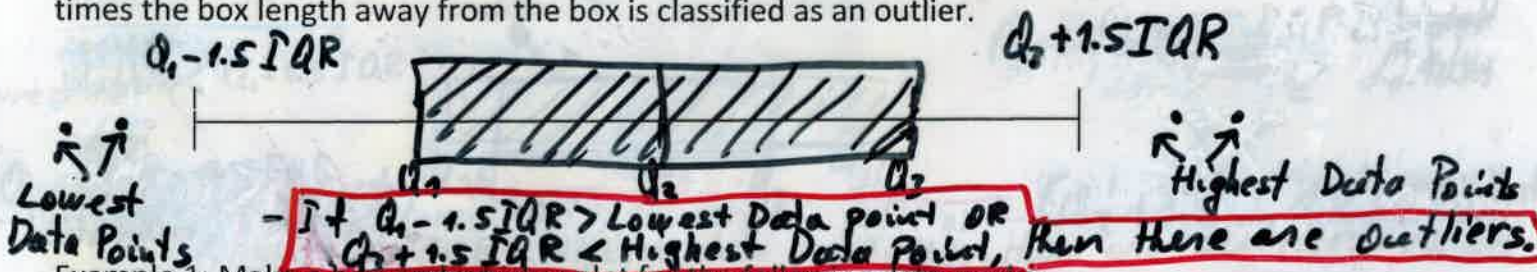 times the box length away from the box is classified as an outlier.
Q₁-1.5IQR
Q₃+1.5IQR
Q₁
Q₂
Q₃
Lowest
Data Points
Highest Data Points
- If Q₁-1.5IQR > Lowest Data point OR
Q₃+1.5 IQR < Highest Data Point, then there are outliers.